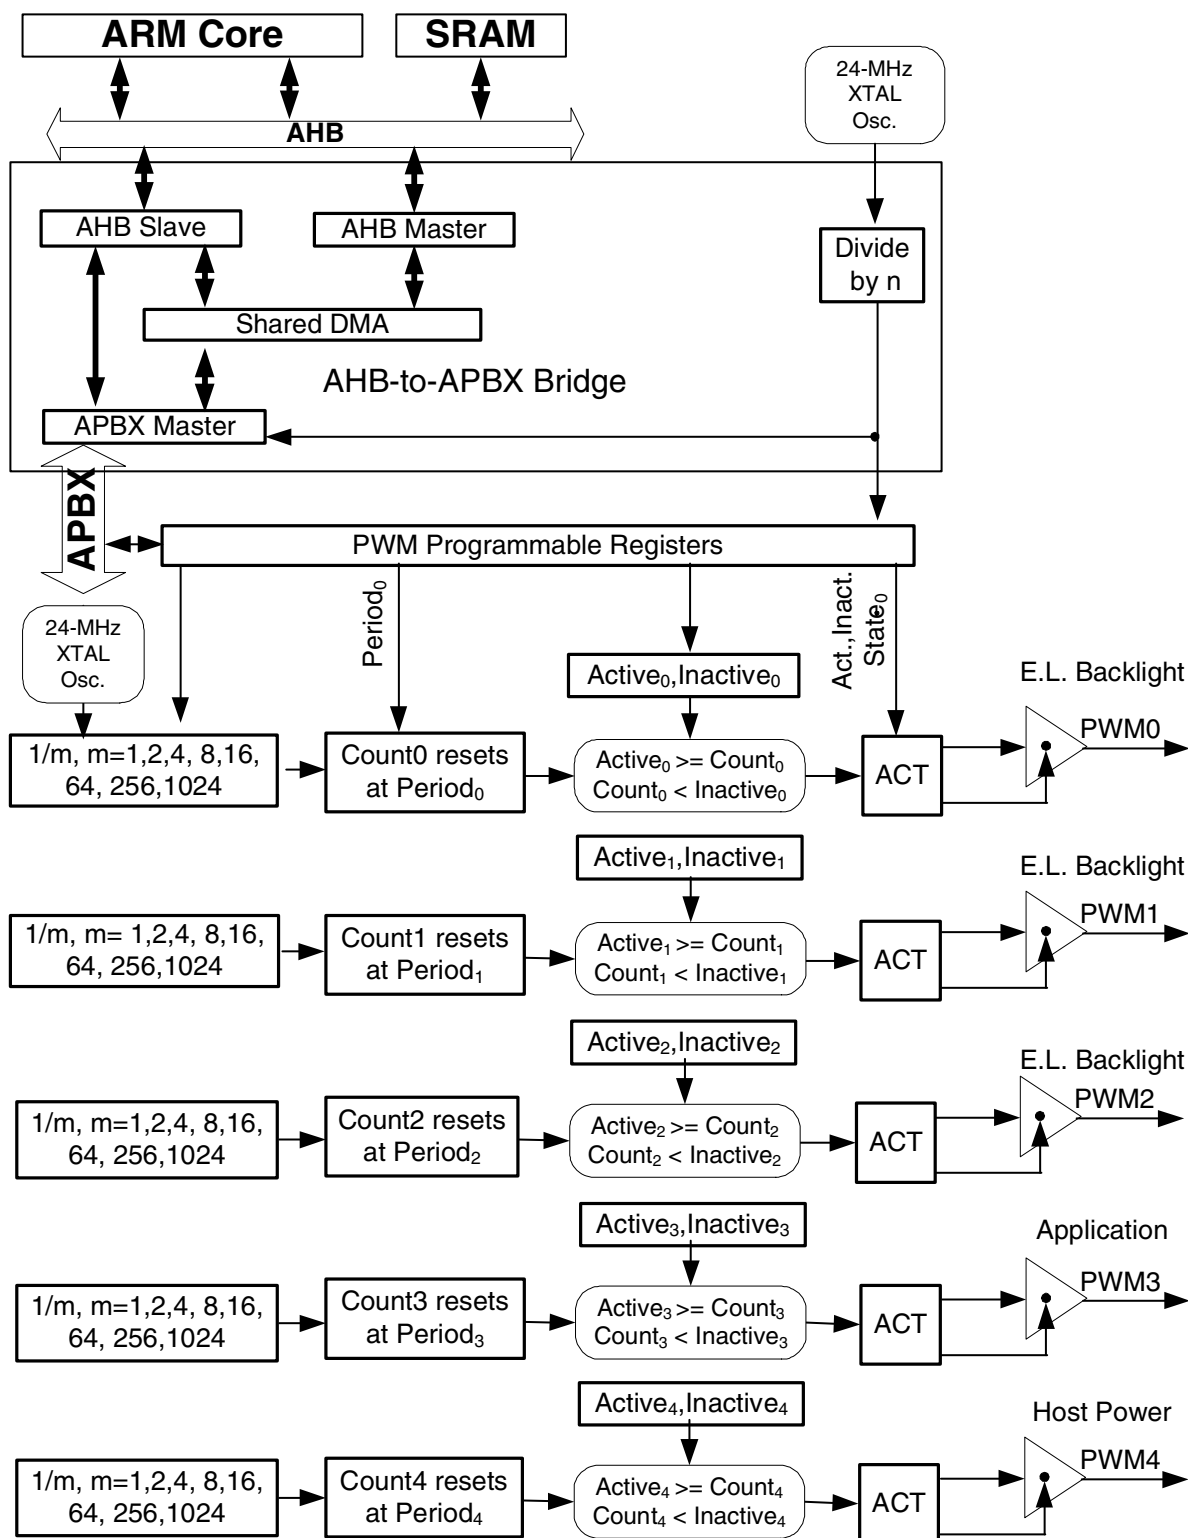 ARM Core
SRAM
24-MHz
XTAL
Osc.
AHB
AHB Slave
AHB Master
Divide
by n
Shared DMA
AHB-to-APBX Bridge
APBX Master
APBX
PWM Programmable Registers
24-MHz
XTAL
Osc.
Period₀
Act.,Inact.
State₀
Active₀,Inactive₀
E.L. Backlight
1/m, m=1,2,4, 8,16,
64, 256,1024
Count0 resets
at Period₀
Active₀ >= Count₀
Count₀ < Inactive₀
ACT
PWM0
Active₁,Inactive₁
E.L. Backlight
1/m, m= 1,2,4, 8,16,
64, 256,1024
Count1 resets
at Period₁
Active₁ >= Count₁
Count₁ < Inactive₁
ACT
PWM1
Active₂,Inactive₂
E.L. Backlight
1/m, m=1,2,4, 8,16,
64, 256,1024
Count2 resets
at Period₂
Active₂ >= Count₂
Count₂ < Inactive₂
ACT
PWM2
Active₃,Inactive₃
Application
1/m, m=1,2,4, 8,16,
64, 256,1024
Count3 resets
at Period₃
Active₃ >= Count₃
Count₃ < Inactive₃
ACT
PWM3
Active₄,Inactive₄
Host Power
1/m, m=1,2,4, 8,16,
64, 256,1024
Count4 resets
at Period₄
Active₄ >= Count₄
Count₄ < Inactive₄
ACT
PWM4